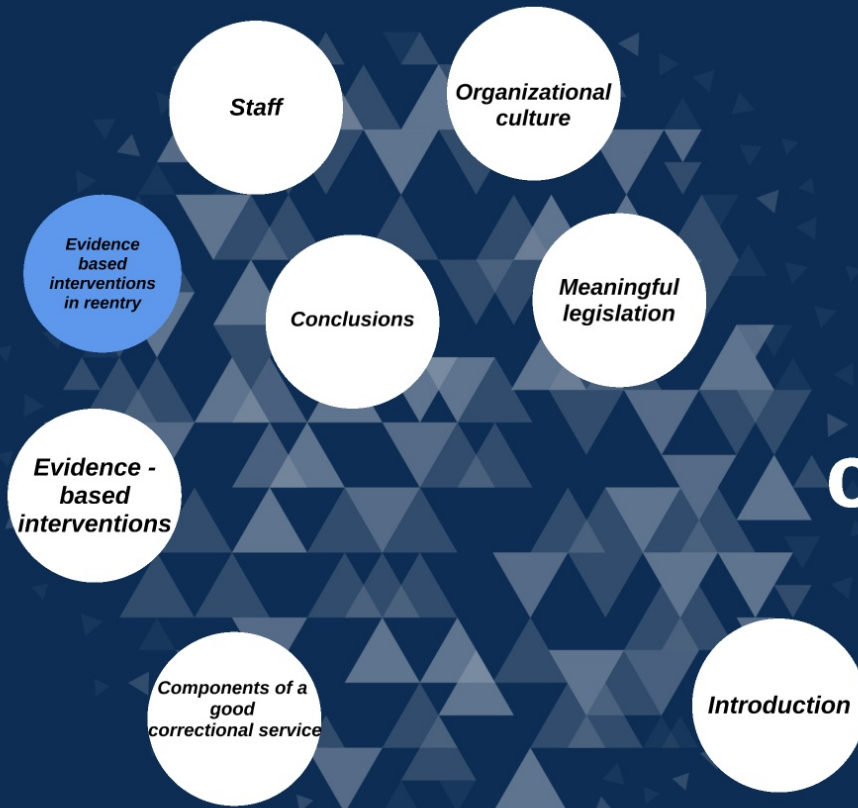 Staff
Organizational
culture
Evidence
based
interventions
in reentry
Conclusions
Meaningful
legislation
Evidence -
based
interventions
Components of a
good
correctional service
Introduction